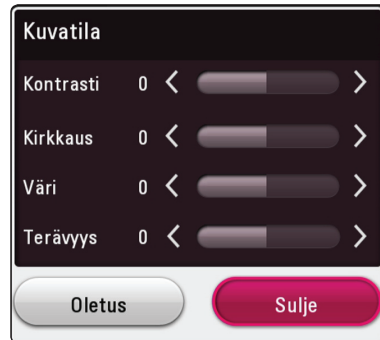 Kuvatila
Kontrasti 0
Kirkkaus 0
Väri 0
Terävyys 0
Oletus Sulje